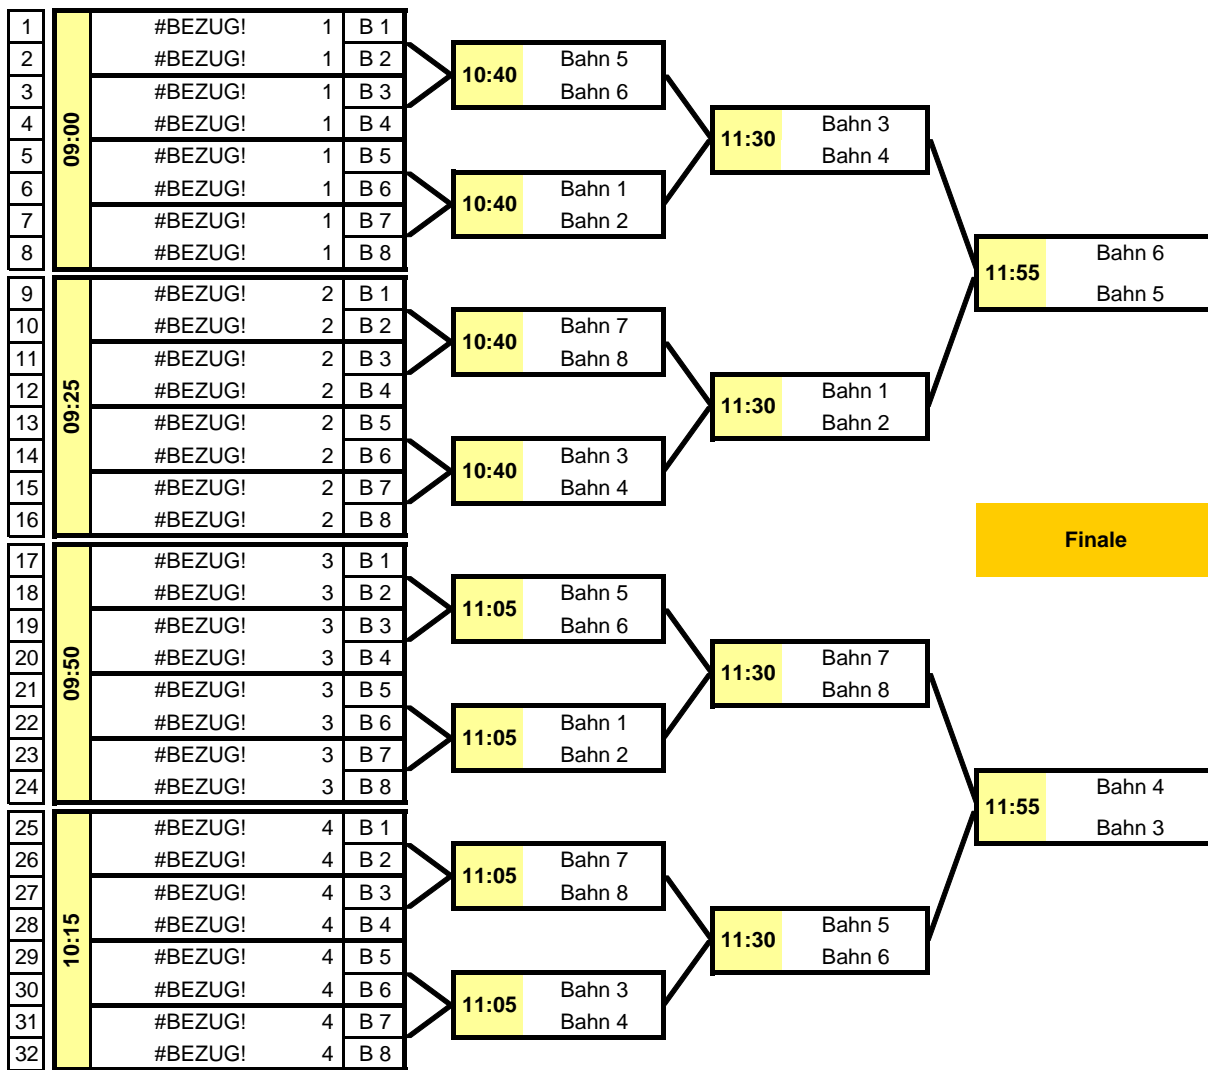 1 #BEZUG! 1 B 1
2 #BEZUG! 1 B 2
3 #BEZUG! 1 B 3
4 #BEZUG! 1 B 4
5 #BEZUG! 1 B 5
6 #BEZUG! 1 B 6
7 #BEZUG! 1 B 7
8 #BEZUG! 1 B 8
09:00
9 #BEZUG! 2 B 1
10 #BEZUG! 2 B 2
11 #BEZUG! 2 B 3
12 #BEZUG! 2 B 4
13 #BEZUG! 2 B 5
14 #BEZUG! 2 B 6
15 #BEZUG! 2 B 7
16 #BEZUG! 2 B 8
09:25
17 #BEZUG! 3 B 1
18 #BEZUG! 3 B 2
19 #BEZUG! 3 B 3
20 #BEZUG! 3 B 4
21 #BEZUG! 3 B 5
22 #BEZUG! 3 B 6
23 #BEZUG! 3 B 7
24 #BEZUG! 3 B 8
09:50
25 #BEZUG! 4 B 1
26 #BEZUG! 4 B 2
27 #BEZUG! 4 B 3
28 #BEZUG! 4 B 4
29 #BEZUG! 4 B 5
30 #BEZUG! 4 B 6
31 #BEZUG! 4 B 7
32 #BEZUG! 4 B 8
10:15
10:40
Bahn 5
Bahn 6
10:40
Bahn 1
Bahn 2
10:40
Bahn 7
Bahn 8
10:40
Bahn 3
Bahn 4
11:05
Bahn 5
Bahn 6
11:05
Bahn 1
Bahn 2
11:05
Bahn 7
Bahn 8
11:05
Bahn 3
Bahn 4
11:30
Bahn 3
Bahn 4
11:30
Bahn 1
Bahn 2
11:30
Bahn 7
Bahn 8
11:30
Bahn 5
Bahn 6
11:55
Bahn 6
Bahn 5
Finale
11:55
Bahn 4
Bahn 3